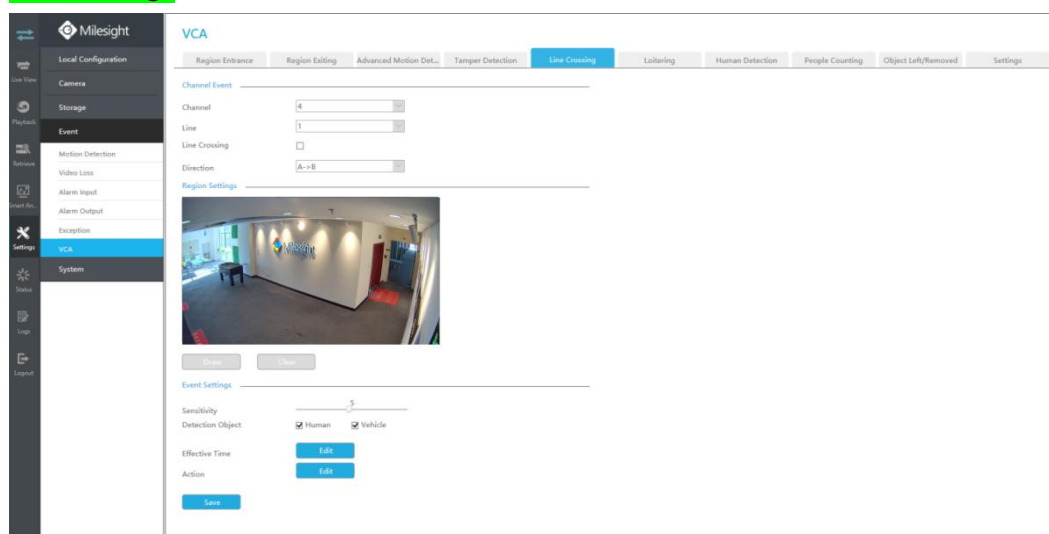 Milesight
Local Configuration
Camera
Storage
Event
Motion Detection
Video Loss
Alarm Input
Alarm Output
Exception
VCA
System
Live View
Playback
Retrieve
Smart An...
Settings
Status
Logs
Logout
VCA
Region Entrance Region Exiting Advanced Motion Det... Tamper Detection Line Crossing Loitering Human Detection People Counting Object Left/Removed Settings
Channel Event
Channel 4
Line 1
Line Crossing
Direction A->B
Region Settings
Milesight
Draw Clear
Event Settings
Sensitivity 5
Detection Object Human Vehicle
Effective Time Edit
Action Edit
Save